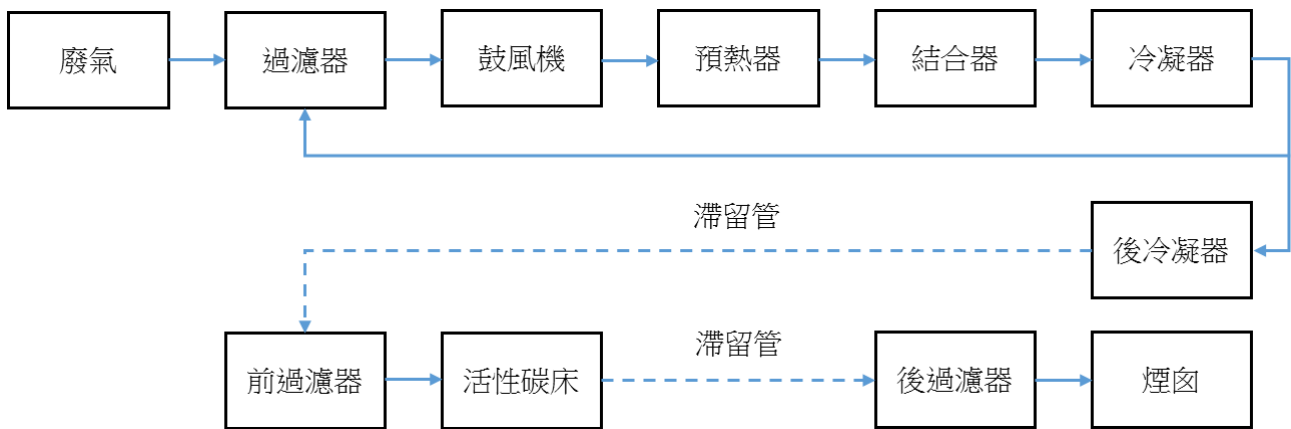 廢氣
過濾器
鼓風機
預熱器
結合器
冷凝器
滯留管
後冷凝器
前過濾器
活性碳床
滯留管
後過濾器
煙囪